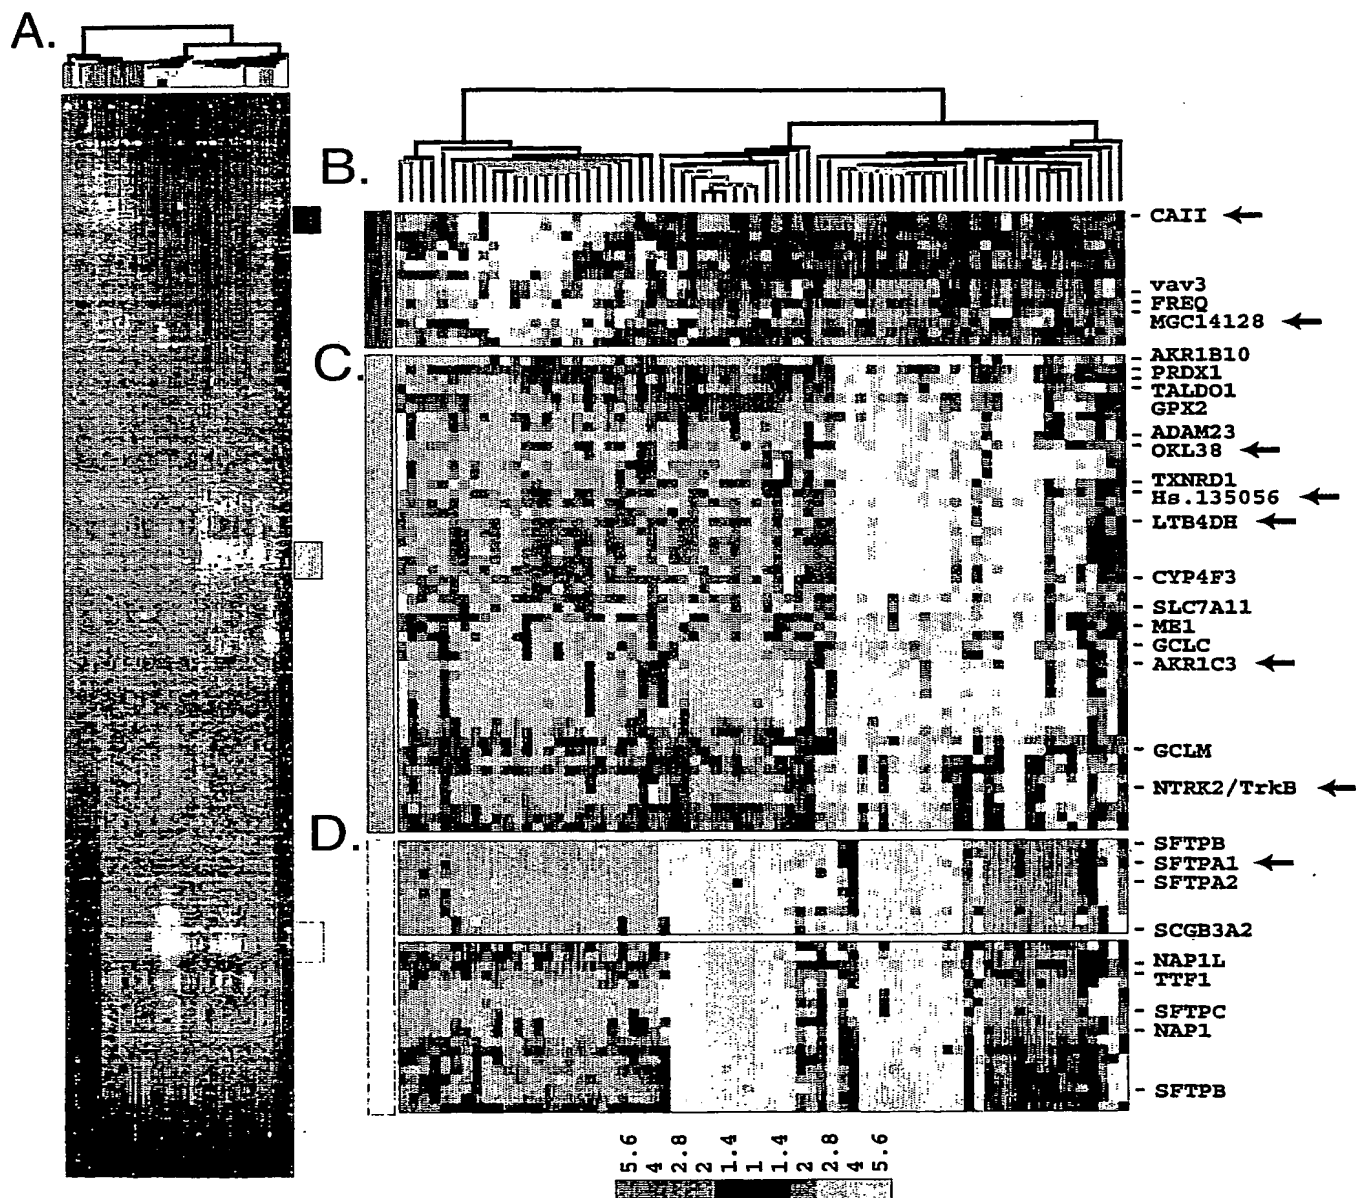 A.
B.
CAII
vav3
FREQ
MGC14128
C.
AKR1B10
PRDX1
TALDO1
GPX2
ADAM23
OKL38
TXNRD1
Hs.135056
LTB4DH
CYP4F3
SLC7A11
ME1
GCLC
AKR1C3
GCLM
NTRK2/TrkB
D.
SFTPB
SFTPA1
SFTPA2
SCGB3A2
NAP1L
TTF1
SFTPC
NAP1
SFTPB
5.6
4
2.8
2
1.4
1
1.4
2
2.8
4
5.6